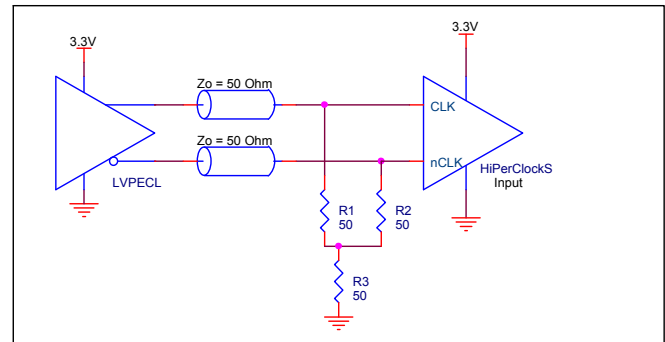 3.3V
3.3V
Zo = 50 Ohm
CLK
Zo = 50 Ohm
nCLK
LVPECL
HiPerClockS
Input
R1
50
R2
50
R3
50